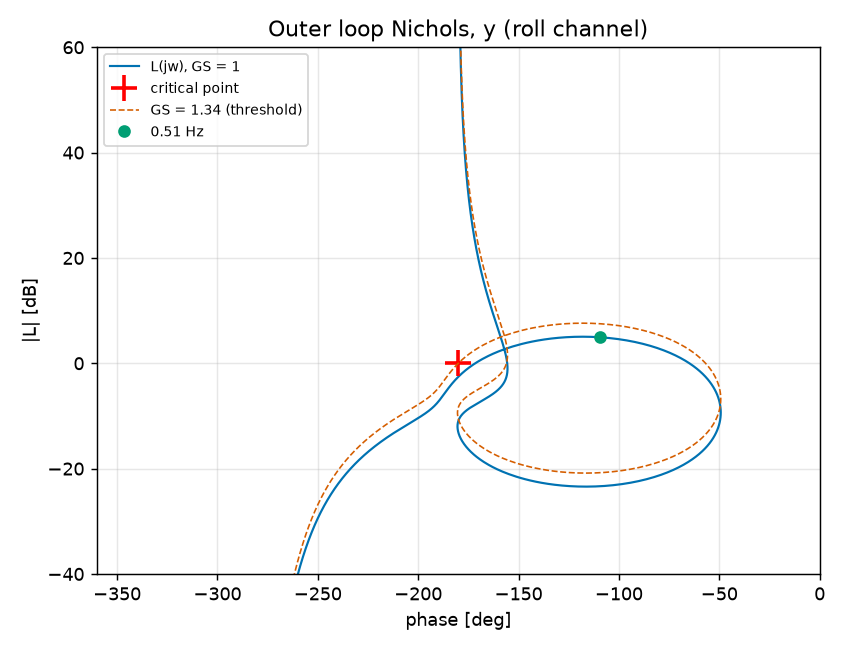 Outer loop Nichols, y (roll channel)
L(jw), GS = 1
critical point
GS = 1.34 (threshold)
0.51 Hz
|L| [dB]
60
40
20
0
−20
−40
−350
−300
−250
−200
−150
−100
−50
0
phase [deg]